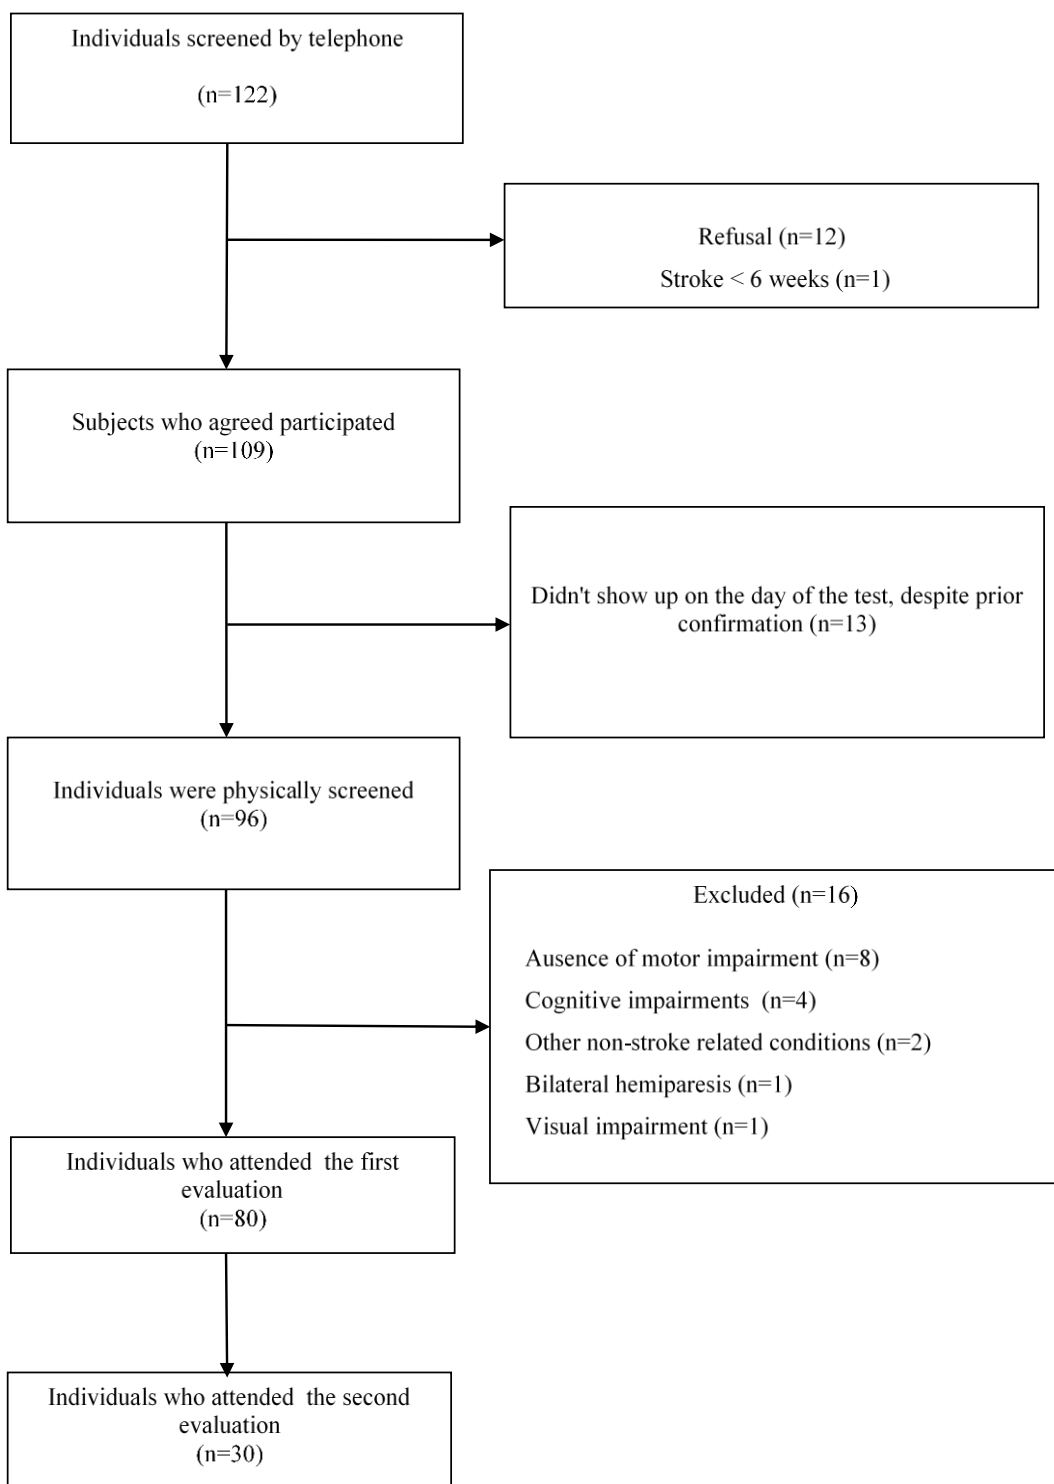 Individuals screened by telephone
(n=122)
Refusal (n=12)
Stroke < 6 weeks (n=1)
Subjects who agreed participated
(n=109)
Didn't show up on the day of the test, despite prior
confirmation (n=13)
Individuals were physically screened
(n=96)
Excluded (n=16)
Ausence of motor impairment (n=8)
Cognitive impairments (n=4)
Other non-stroke related conditions (n=2)
Bilateral hemiparesis (n=1)
Visual impairment (n=1)
Individuals who attended the first
evaluation
(n=80)
Individuals who attended the second
evaluation
(n=30)